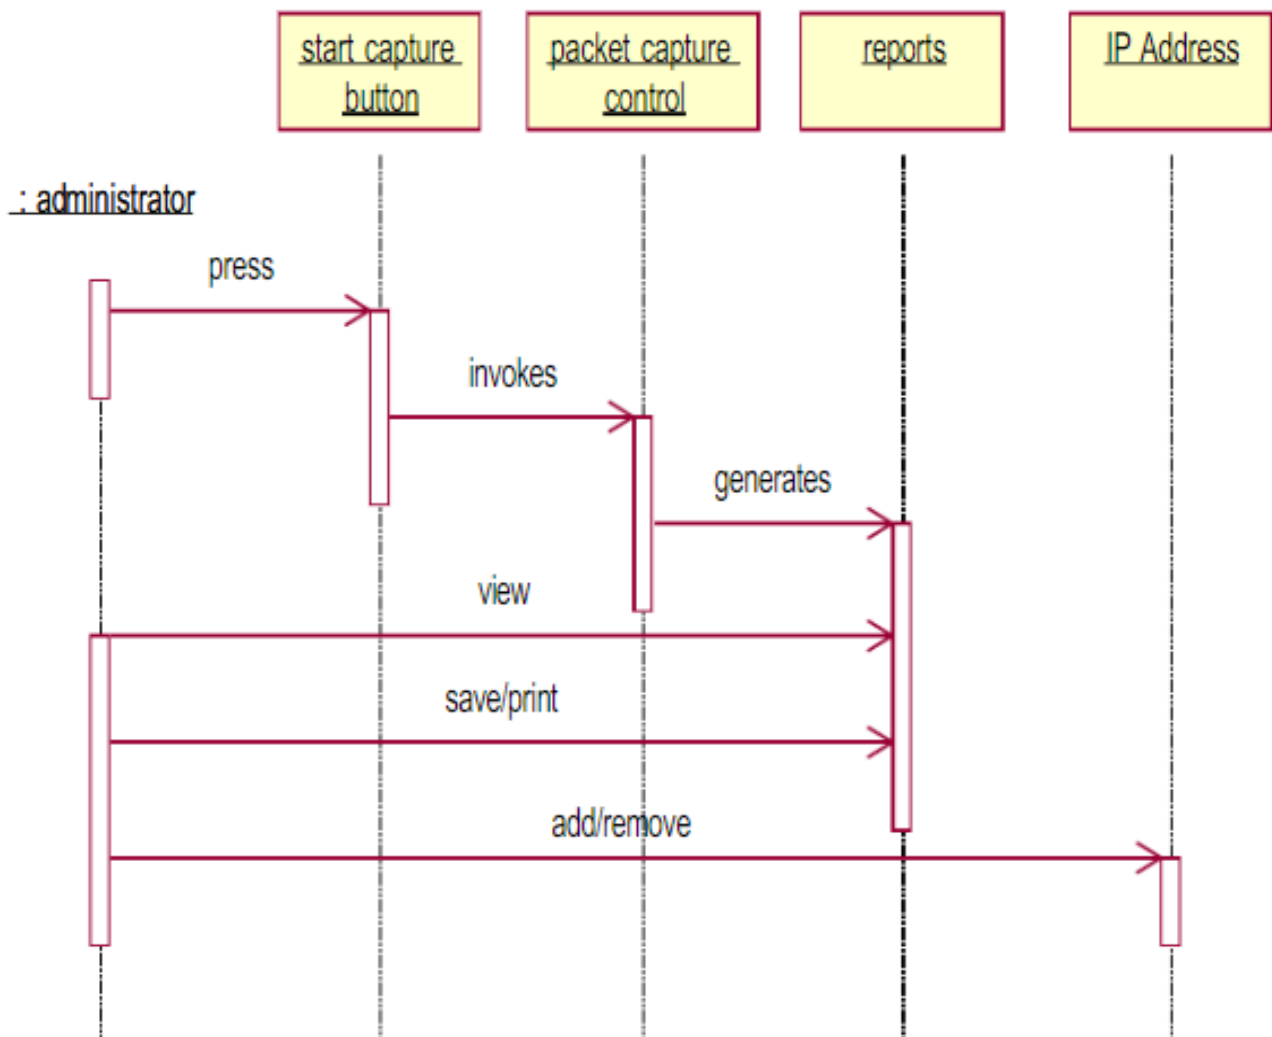 start capture
button
packet capture
control
reports
IP Address
: administrator
press
invokes
generates
view
save/print
add/remove